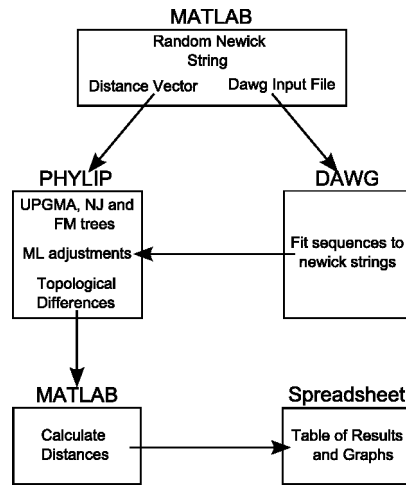 MATLAB
Random Newick
String
Distance Vector Dawg Input File
PHYLIP
UPGMA, NJ and
FM trees
ML adjustments
Topological
Differences
DAWG
Fit sequences to
newick strings
MATLAB
Calculate
Distances
Spreadsheet
Table of Results
and Graphs